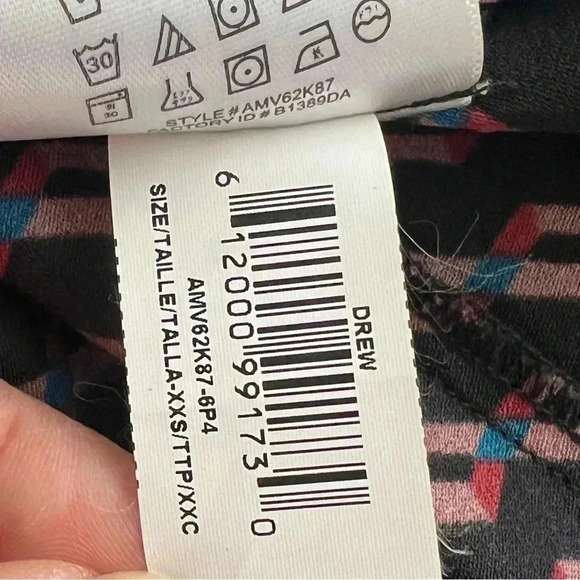 30
STYLE # AMV62K87
FACTORY ID # B1389DA
DREW
6 12000 99173 0
AMV62K87-6P4
SIZE/TAILLE/TALLA-XXS/TTP/XXC